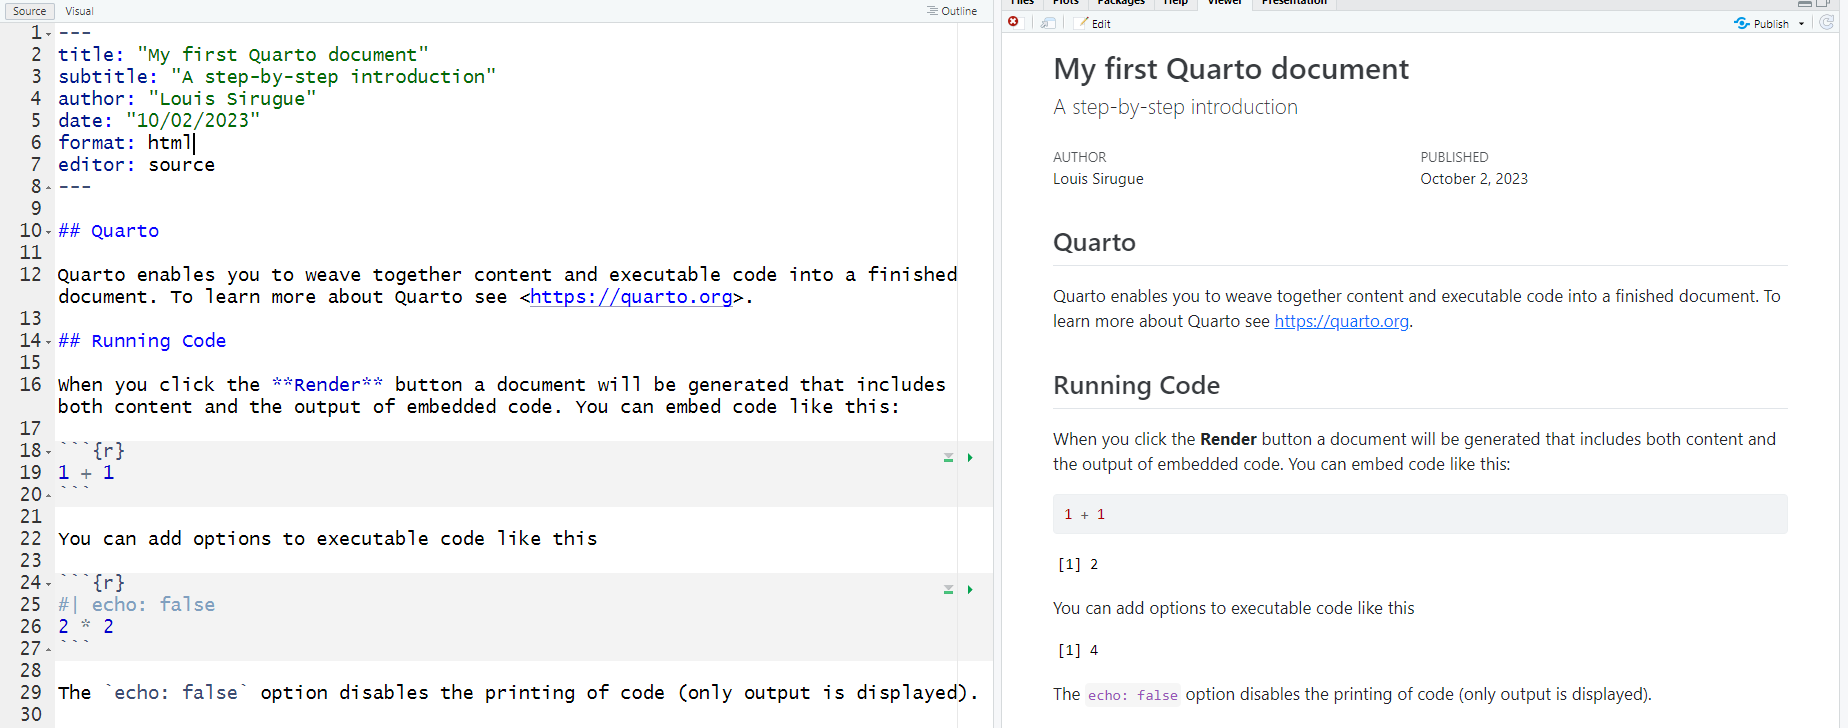 Source Visual Outline
1 ---
2 title: "My first Quarto document"
3 subtitle: "A step-by-step introduction"
4 author: "Louis Sirugue"
5 date: "10/02/2023"
6 format: html
7 editor: source
8 ---
9
10 ## Quarto
11
12 Quarto enables you to weave together content and executable code into a finished
document. To learn more about Quarto see <https://quarto.org>.
13
14 ## Running Code
15
16 When you click the **Render** button a document will be generated that includes
both content and the output of embedded code. You can embed code like this:
17
18 ```{r}
19 1 + 1
20 ```
21
22 You can add options to executable code like this
23
24 ```{r}
25 #| echo: false
26 2 * 2
27 ```
28
29 The `echo: false` option disables the printing of code (only output is displayed).
30
Files Plots Packages Help Viewer Presentation
Edit Publish
My first Quarto document
A step-by-step introduction
AUTHOR PUBLISHED
Louis Sirugue October 2, 2023
Quarto
Quarto enables you to weave together content and executable code into a finished document. To
learn more about Quarto see https://quarto.org.
Running Code
When you click the Render button a document will be generated that includes both content and
the output of embedded code. You can embed code like this:
1 + 1
[1] 2
You can add options to executable code like this
[1] 4
The echo: false option disables the printing of code (only output is displayed).